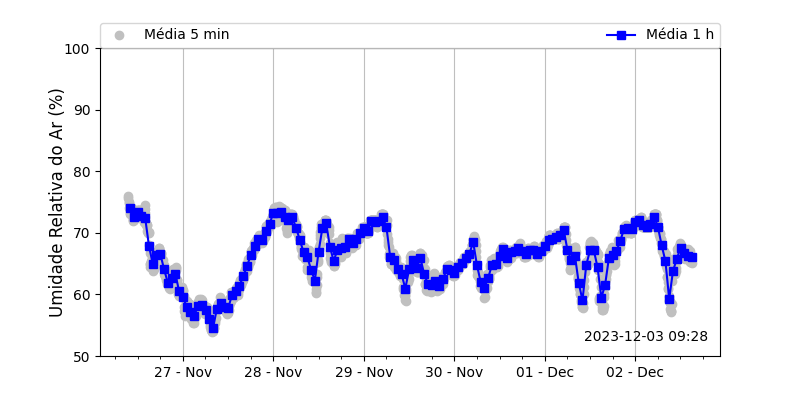 Média 5 min
Média 1 h
Umidade Relativa do Ar (%)
100
90
80
70
60
50
2023-12-03 09:28
27 - Nov
28 - Nov
29 - Nov
30 - Nov
01 - Dec
02 - Dec